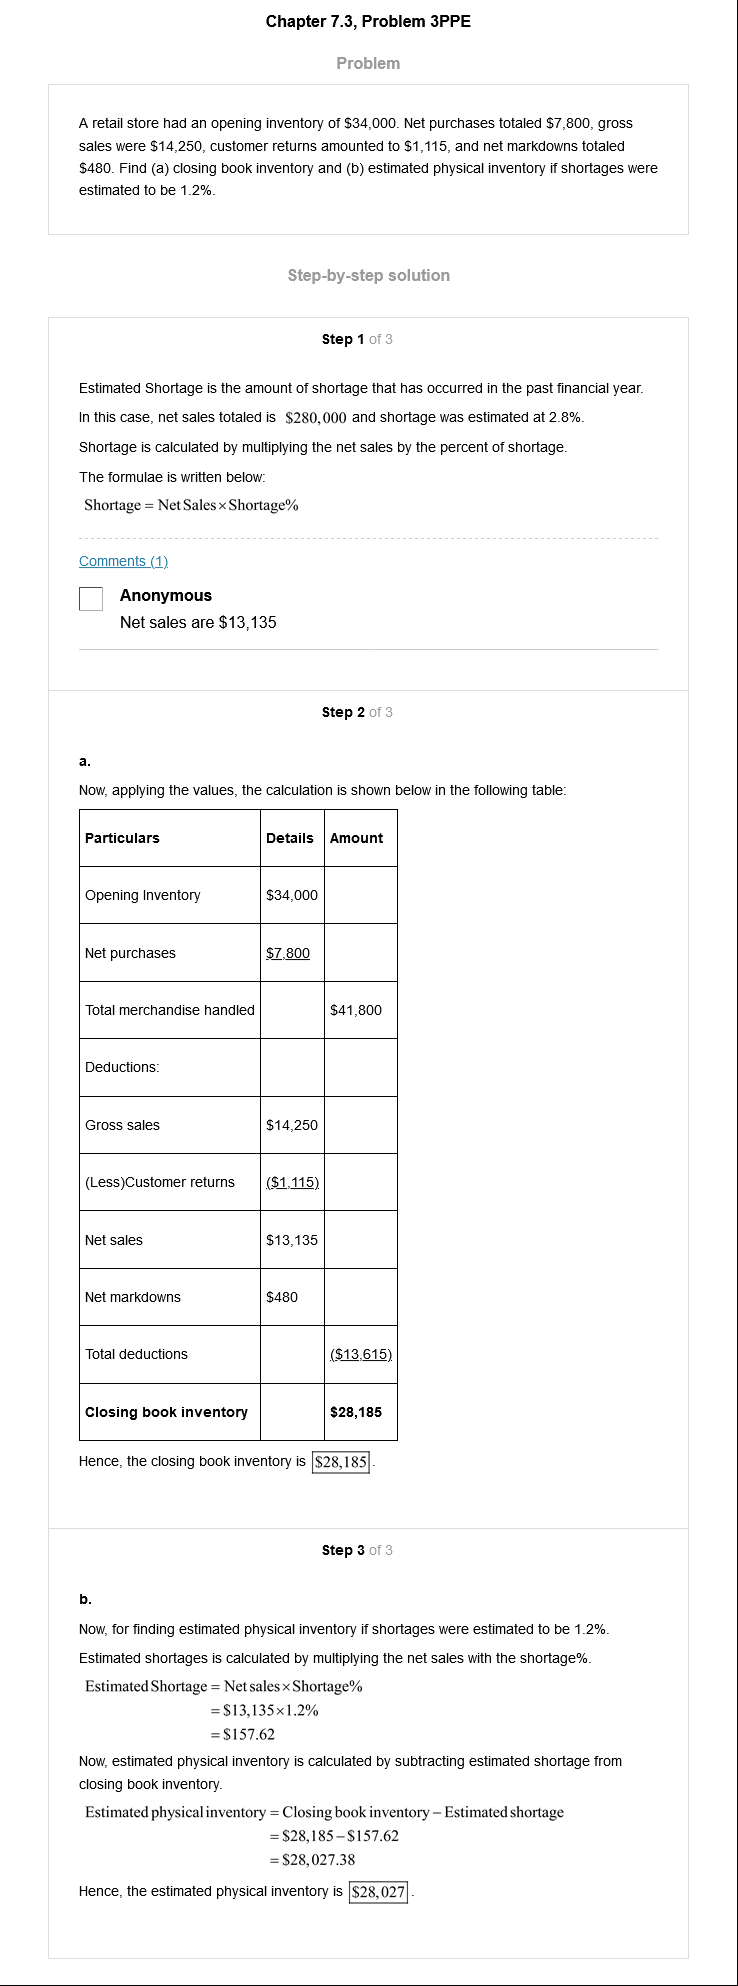 Chapter 7.3, Problem 3PPE
Problem
A retail store had an opening inventory of $34,000. Net purchases totaled $7,800, gross
sales were $14,250, customer returns amounted to $1,115, and net markdowns totaled
$480. Find (a) closing book inventory and (b) estimated physical inventory if shortages were
estimated to be 1.2%.
Step-by-step solution
Step 1 of 3
Estimated Shortage is the amount of shortage that has occurred in the past financial year.
In this case, net sales totaled is $280,000 and shortage was estimated at 2.8%.
Shortage is calculated by multiplying the net sales by the percent of shortage.
The formulae is written below:
Shortage = Net Sales × Shortage%
Comments (1)
Anonymous
Net sales are $13,135
Step 2 of 3
a.
Now, applying the values, the calculation is shown below in the following table:
Particulars Details Amount
Opening Inventory $34,000
Net purchases $7,800
Total merchandise handled $41,800
Deductions:
Gross sales $14,250
(Less)Customer returns ($1,115)
Net sales $13,135
Net markdowns $480
Total deductions ($13,615)
Closing book inventory $28,185
Hence, the closing book inventory is $28,185.
Step 3 of 3
b.
Now, for finding estimated physical inventory if shortages were estimated to be 1.2%.
Estimated shortages is calculated by multiplying the net sales with the shortage%.
Estimated Shortage = Net sales × Shortage%
= $13,135 × 1.2%
= $157.62
Now, estimated physical inventory is calculated by subtracting estimated shortage from
closing book inventory.
Estimated physical inventory = Closing book inventory − Estimated shortage
= $28,185 − $157.62
= $28,027.38
Hence, the estimated physical inventory is $28,027.